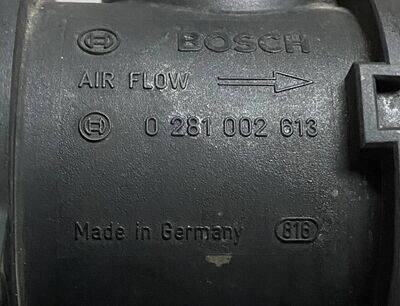 BOSCH
AIR FLOW
0 281 002 613
Made in Germany 816